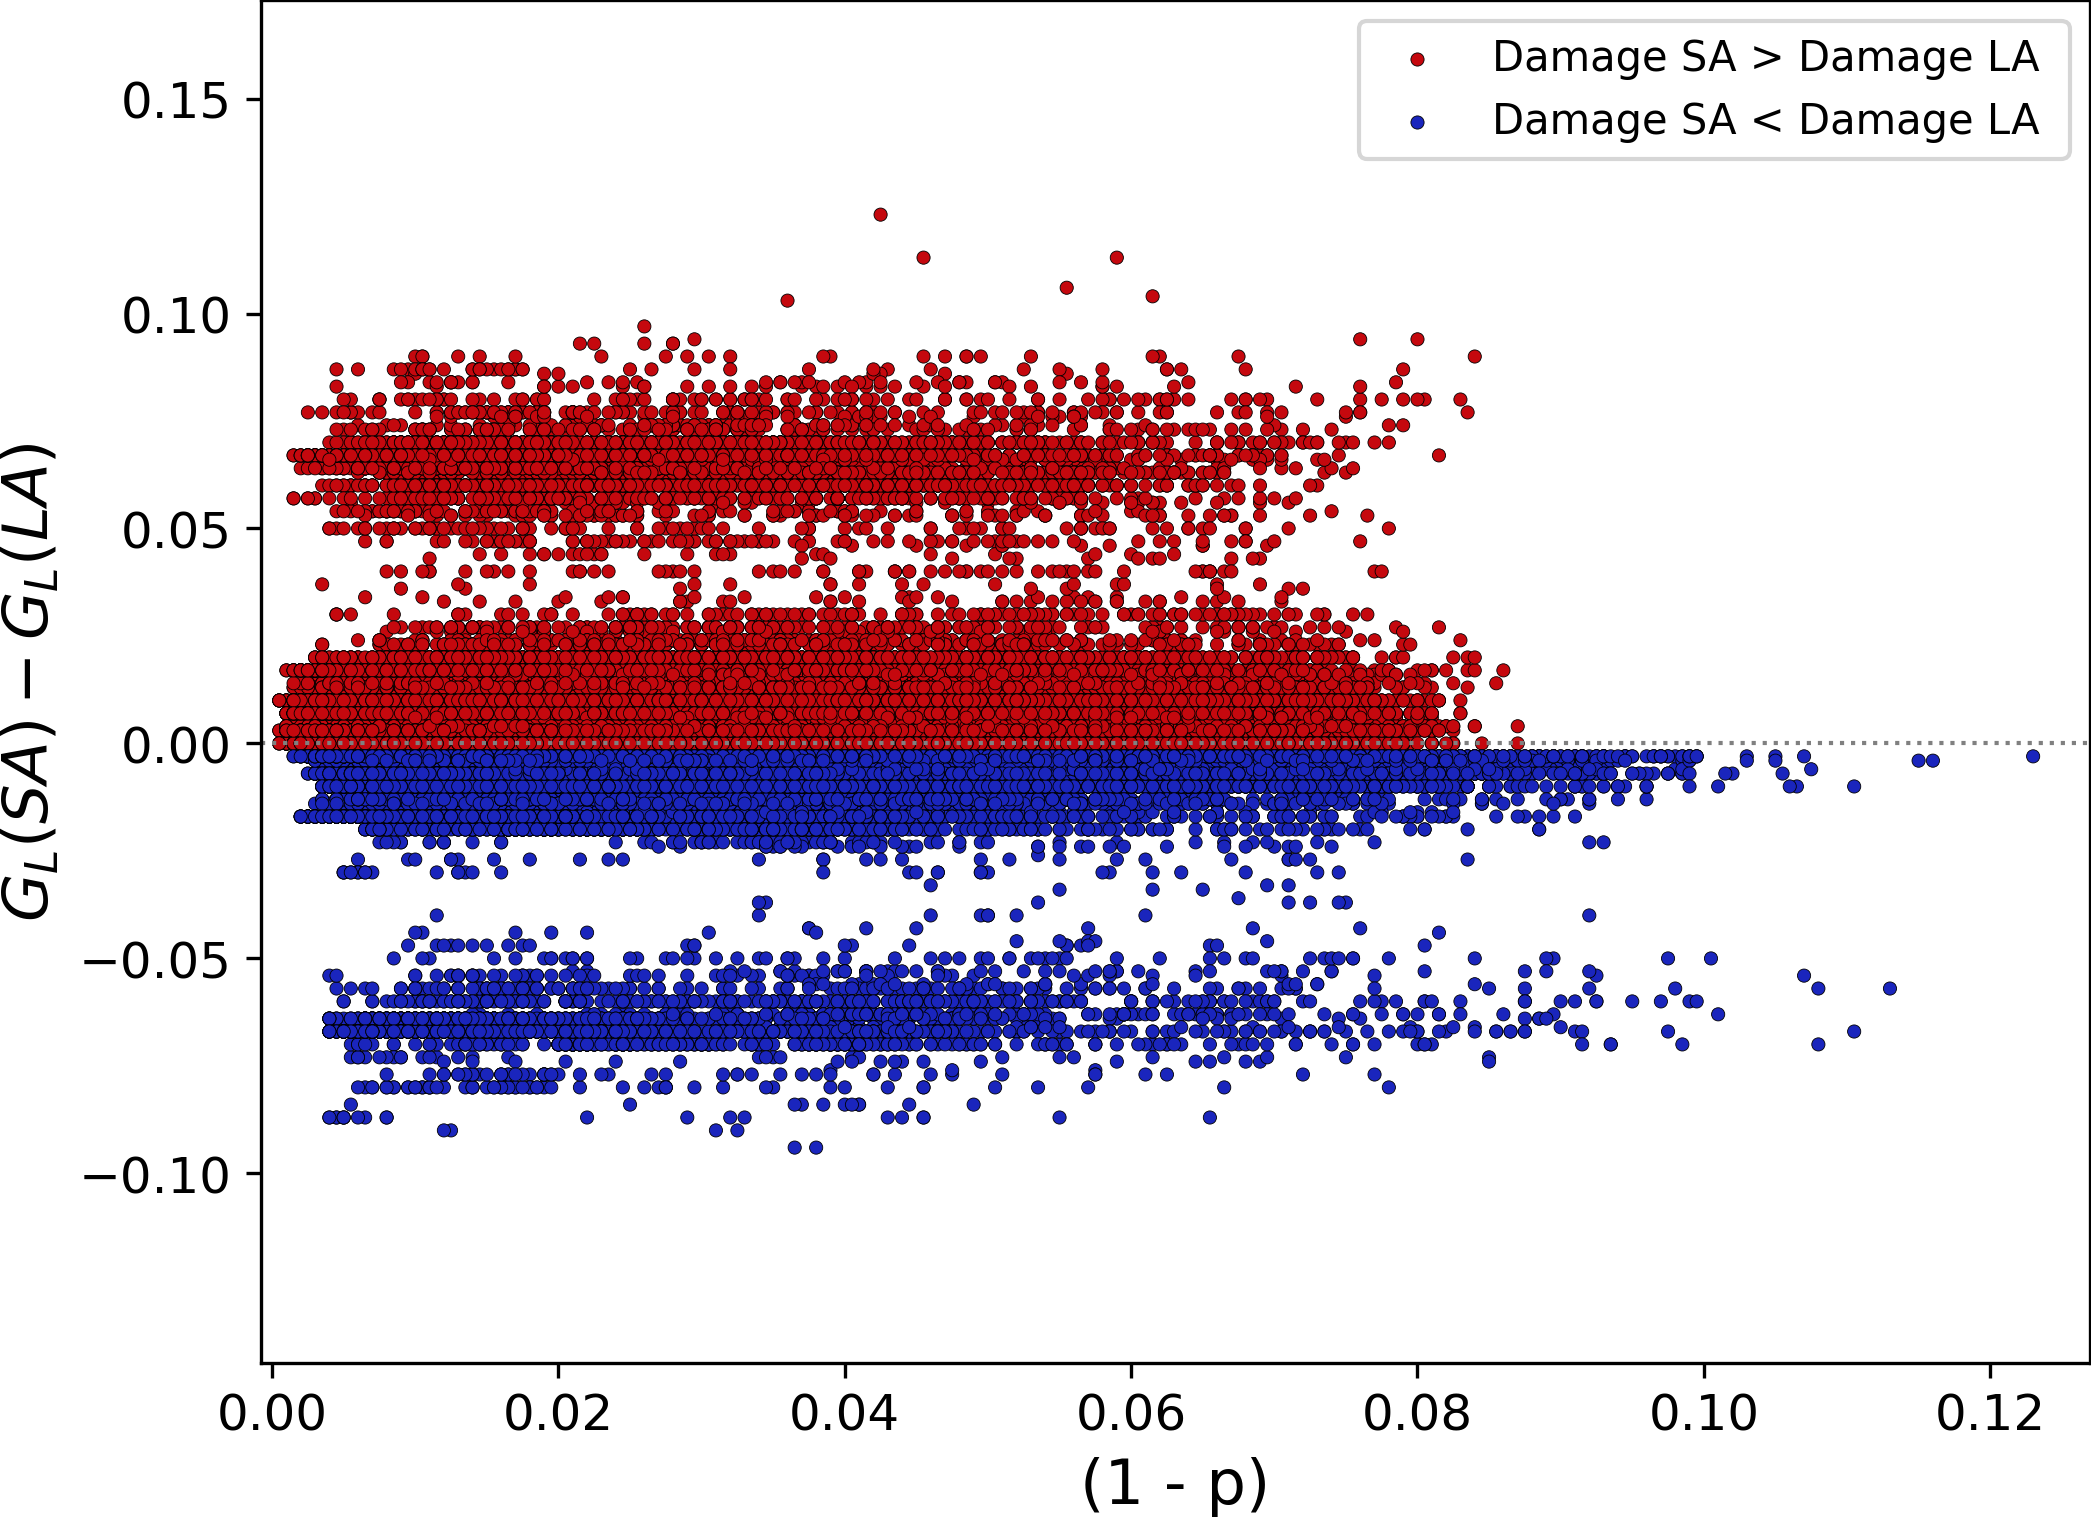 Damage SA > Damage LA
Damage SA < Damage LA
0.15
0.10
0.05
0.00
−0.05
−0.10
G_L(SA) − G_L(LA)
0.00 0.02 0.04 0.06 0.08 0.10 0.12
(1 - p)